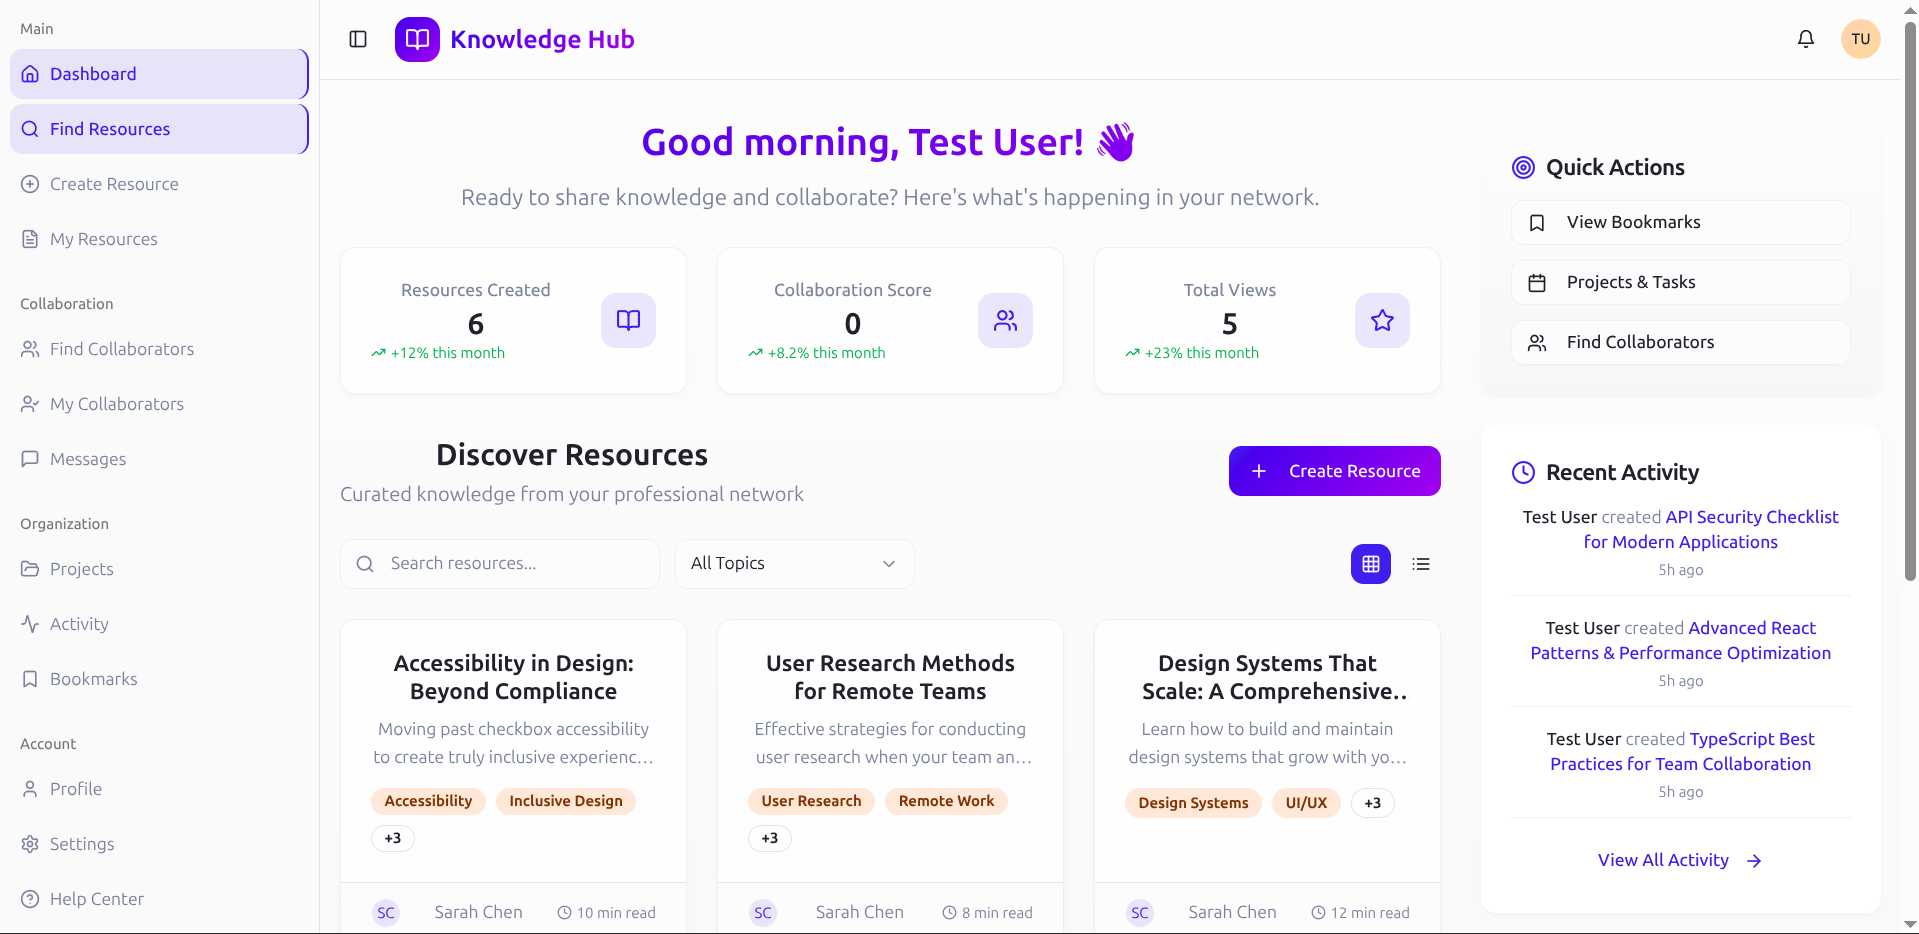 Main
Dashboard
Find Resources
Create Resource
My Resources
Collaboration
Find Collaborators
My Collaborators
Messages
Organization
Projects
Activity
Bookmarks
Account
Profile
Settings
Help Center
Knowledge Hub
TU
Good morning, Test User! 👋
Ready to share knowledge and collaborate? Here's what's happening in your network.
Resources Created
6
+12% this month
Collaboration Score
0
+8.2% this month
Total Views
5
+23% this month
Discover Resources
Curated knowledge from your professional network
Create Resource
Search resources...
All Topics
Accessibility in Design:
Beyond Compliance
Moving past checkbox accessibility
to create truly inclusive experienc…
Accessibility
Inclusive Design
+3
SC
Sarah Chen
10 min read
User Research Methods
for Remote Teams
Effective strategies for conducting
user research when your team an…
User Research
Remote Work
+3
SC
Sarah Chen
8 min read
Design Systems That
Scale: A Comprehensive..
Learn how to build and maintain
design systems that grow with yo…
Design Systems
UI/UX
+3
SC
Sarah Chen
12 min read
Quick Actions
View Bookmarks
Projects & Tasks
Find Collaborators
Recent Activity
Test User created API Security Checklist
for Modern Applications
5h ago
Test User created Advanced React
Patterns & Performance Optimization
5h ago
Test User created TypeScript Best
Practices for Team Collaboration
5h ago
View All Activity